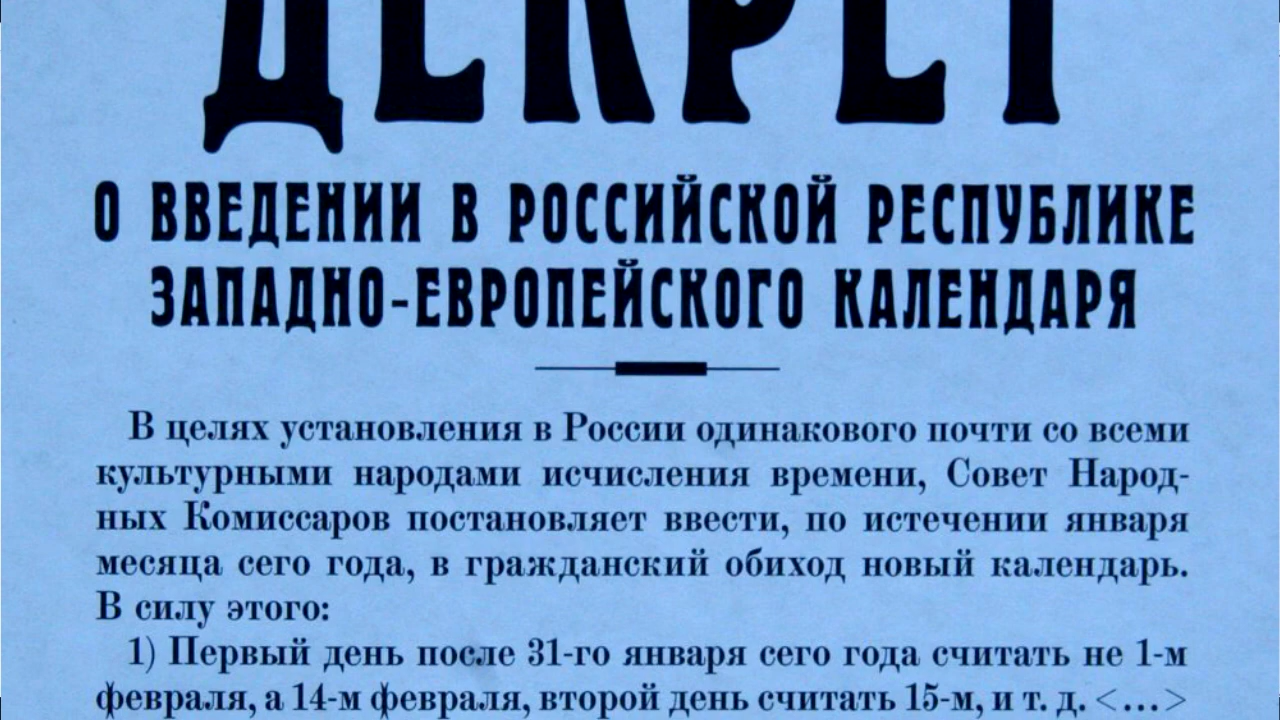 ДЕКРЕТ
О ВВЕДЕНИИ В РОССИЙСКОЙ РЕСПУБЛИКЕ
ЗАПАДНО-ЕВРОПЕЙСКОГО КАЛЕНДАРЯ
В целях установления в России одинакового почти со всеми
культурными народами исчисления времени, Совет Народ-
ных Комиссаров постановляет ввести, по истечении января
месяца сего года, в гражданский обиход новый календарь.
В силу этого:
1) Первый день после 31-го января сего года считать не 1-м
февраля, а 14-м февраля, второй день считать 15-м, и т. д. <...>